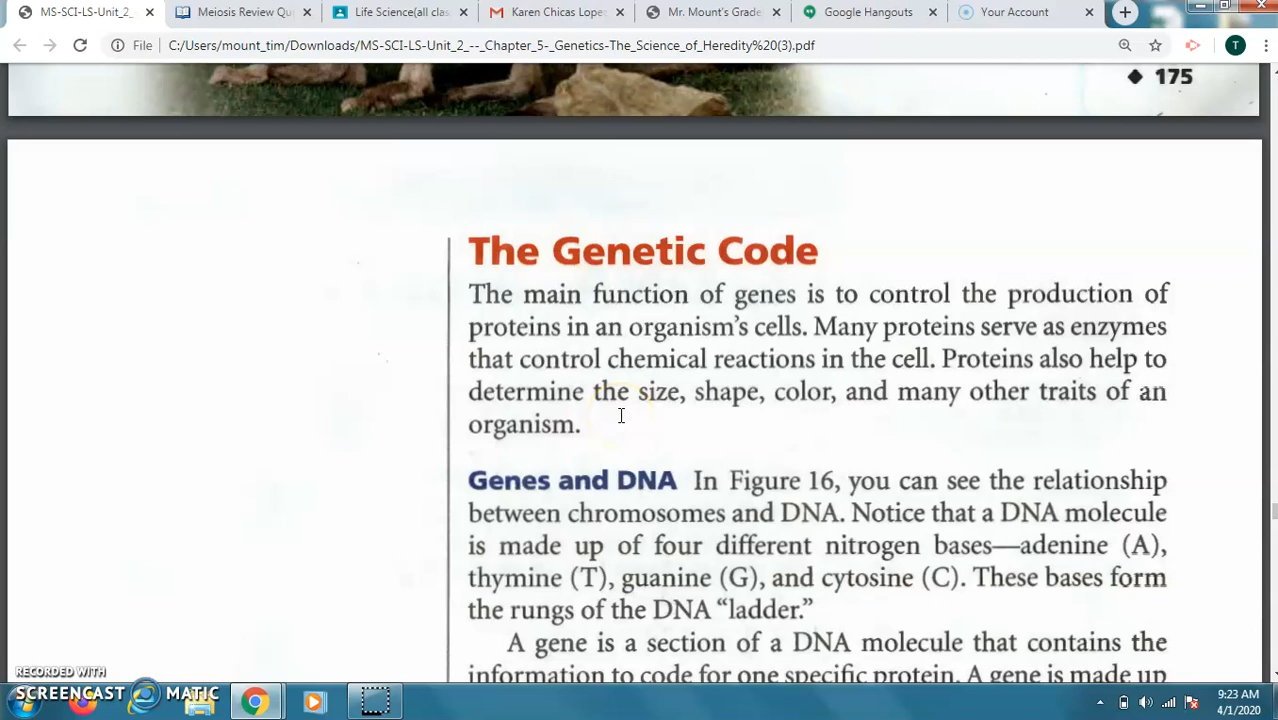 MS-SCI-LS-Unit_2_
Meiosis Review Qu
Life Science(all clas
Karen Chisis Lopes
Mr. Mount's Grade
Google Hangouts
Your Account
File
C:/Users/mount_tim/Downloads/MS-SCI-LS-Unit_2_--_Chapter_5-_Genetics-The_Science_of_Heredity%20(3).pdf
T
◆ 175
The Genetic Code
The main function of genes is to control the production of
proteins in an organism's cells. Many proteins serve as enzymes
that control chemical reactions in the cell. Proteins also help to
determine the size, shape, color, and many other traits of an
organism.
Genes and DNA In Figure 16, you can see the relationship
between chromosomes and DNA. Notice that a DNA molecule
is made up of four different nitrogen bases—adenine (A),
thymine (T), guanine (G), and cytosine (C). These bases form
the rungs of the DNA “ladder.”
A gene is a section of a DNA molecule that contains the
information to code for one specific protein. A gene is made up
RECORDED WITH
SCREENCAST MATIC
9:23 AM
4/1/2020